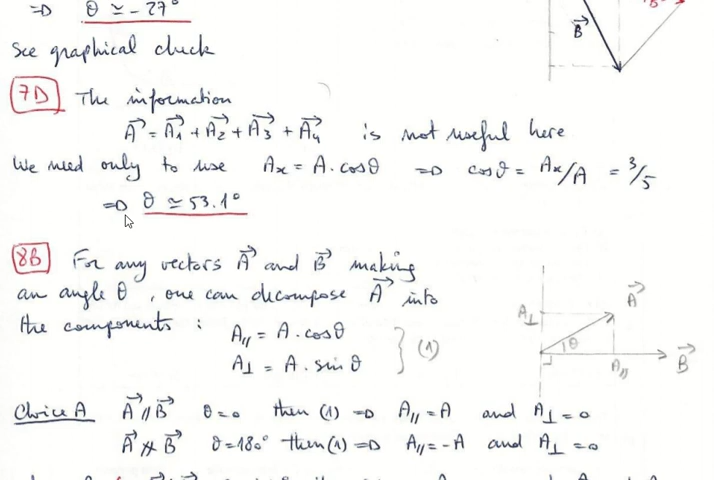 => θ ≃ -27°
B⃗
See graphical check
7D The information
A⃗ = A⃗1 + A⃗2 + A⃗3 + A⃗4 is not useful here
We need only to use Ax = A.cosθ => cosθ = Ax/A = 3/5
=> θ ≃ 53.1°
8B For any vectors A⃗ and B⃗ making
an angle θ, one can decompose A⃗ into
the components :
A// = A.cosθ
A⊥ = A.sinθ
} (1)
A⊥ A⃗
θ
A// B⃗
Choice A A⃗//B⃗ θ=0 then (1) => A// = A and A⊥ = 0
A⃗ B⃗ θ=180° then (1) => A// = -A and A⊥ = 0